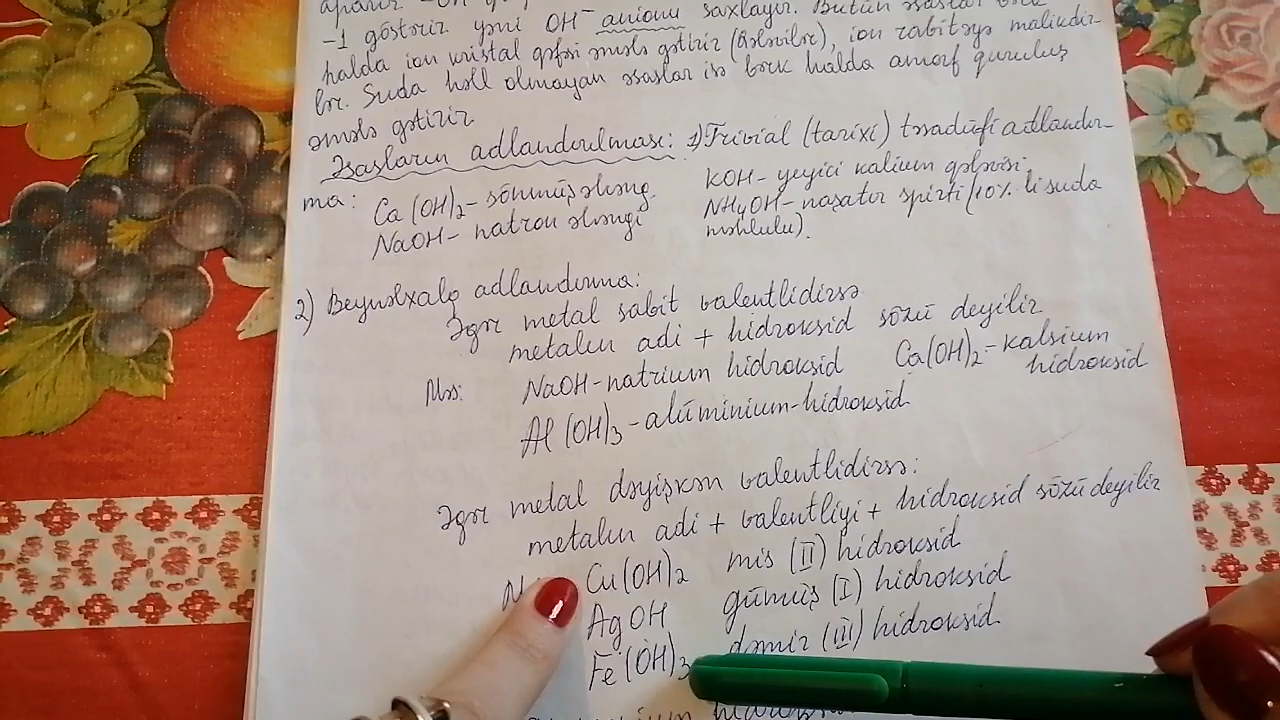 -1 göstərir yəni OH⁻ anionu saxlayır. Bütün əsaslar
halda ion kristal qəfəsi əmələ gətirir (Qələvilər), ion rabitəyə malikdir
lər. Suda həll olmayan əsaslar isə bərk halda amorf quruluş
əmələ gətirir
Əsasların adlandırılması: 1) Trivial (tarixi) təsadüfi adlandır-
ma: Ca(OH)₂ - sönmüş əhəng KOH - yeyici kalium qələvisi
NaOH - natron əhəngi NH₄OH - naşatır spirti (10% li suda
məhlulu).
2) Beynəlxalq adlandırma:
Əgər metal sabit valentlidirsə
metalın adı + hidroksid sözü deyilir
Məs: NaOH - natrium hidroksid Ca(OH)₂ - kalsium
hidroksid
Al(OH)₃ - alüminium-hidroksid
Əgər metal dəyişkən valentlidirsə:
metalın adı + valentliyi + hidroksid sözü deyilir
Cu(OH)₂ mis (II) hidroksid
AgOH gümüş (I) hidroksid
Fe(OH)₃ dəmir (III) hidroksid